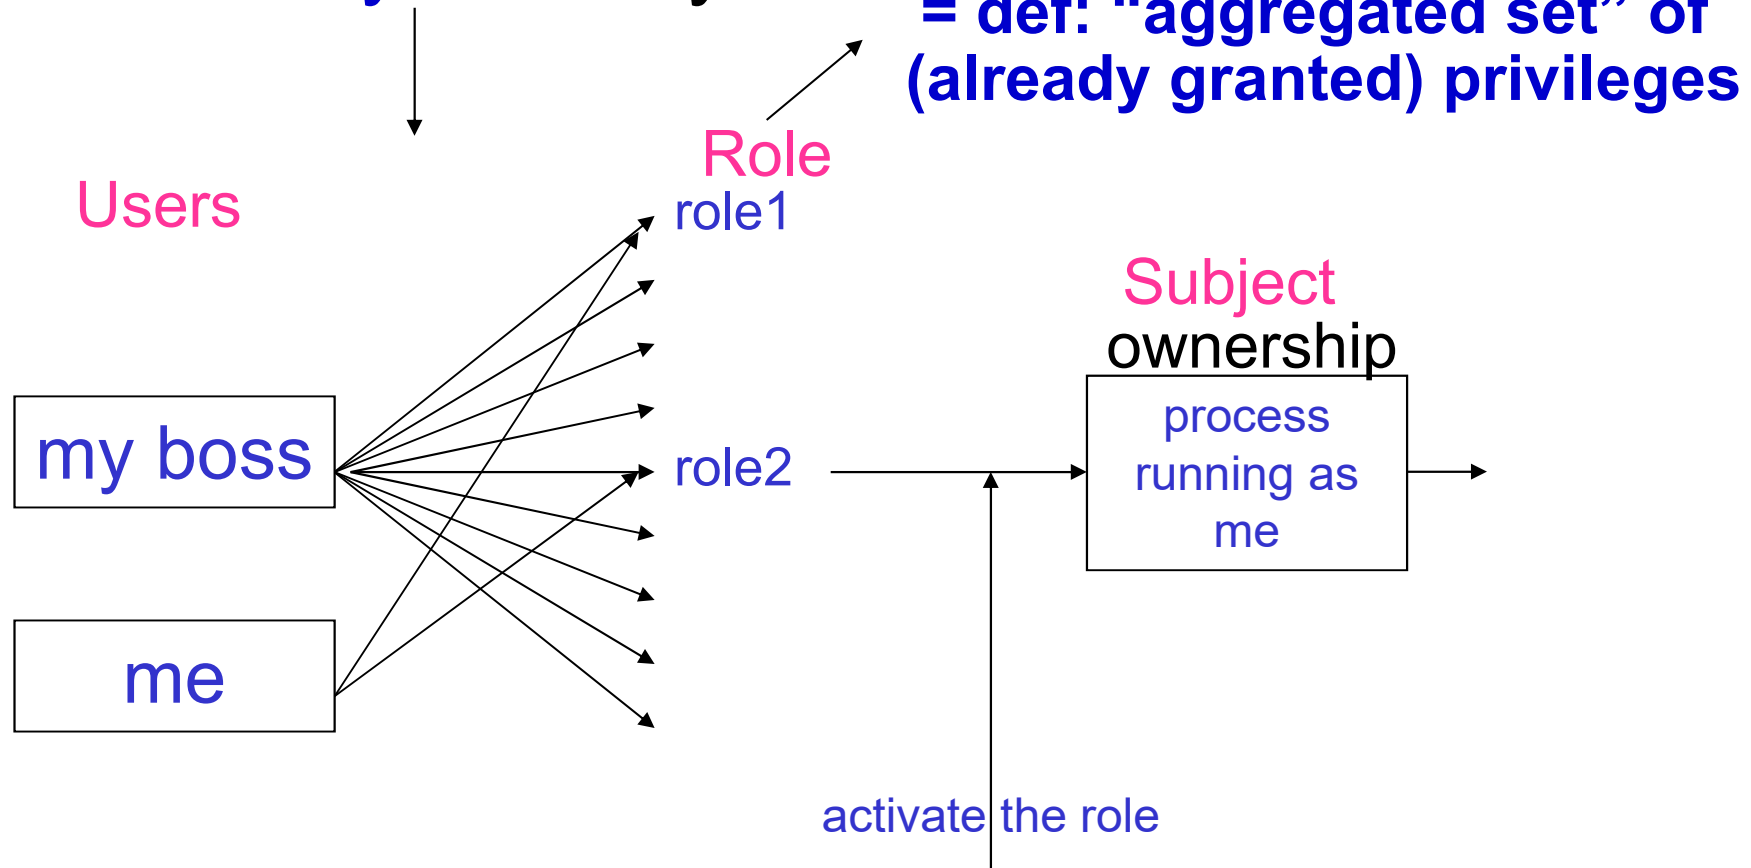 = def: “aggregated set” of
(already granted) privileges
Role
Users
role1
Subject
ownership
process
my boss
role2
running as
me
me
activate the role